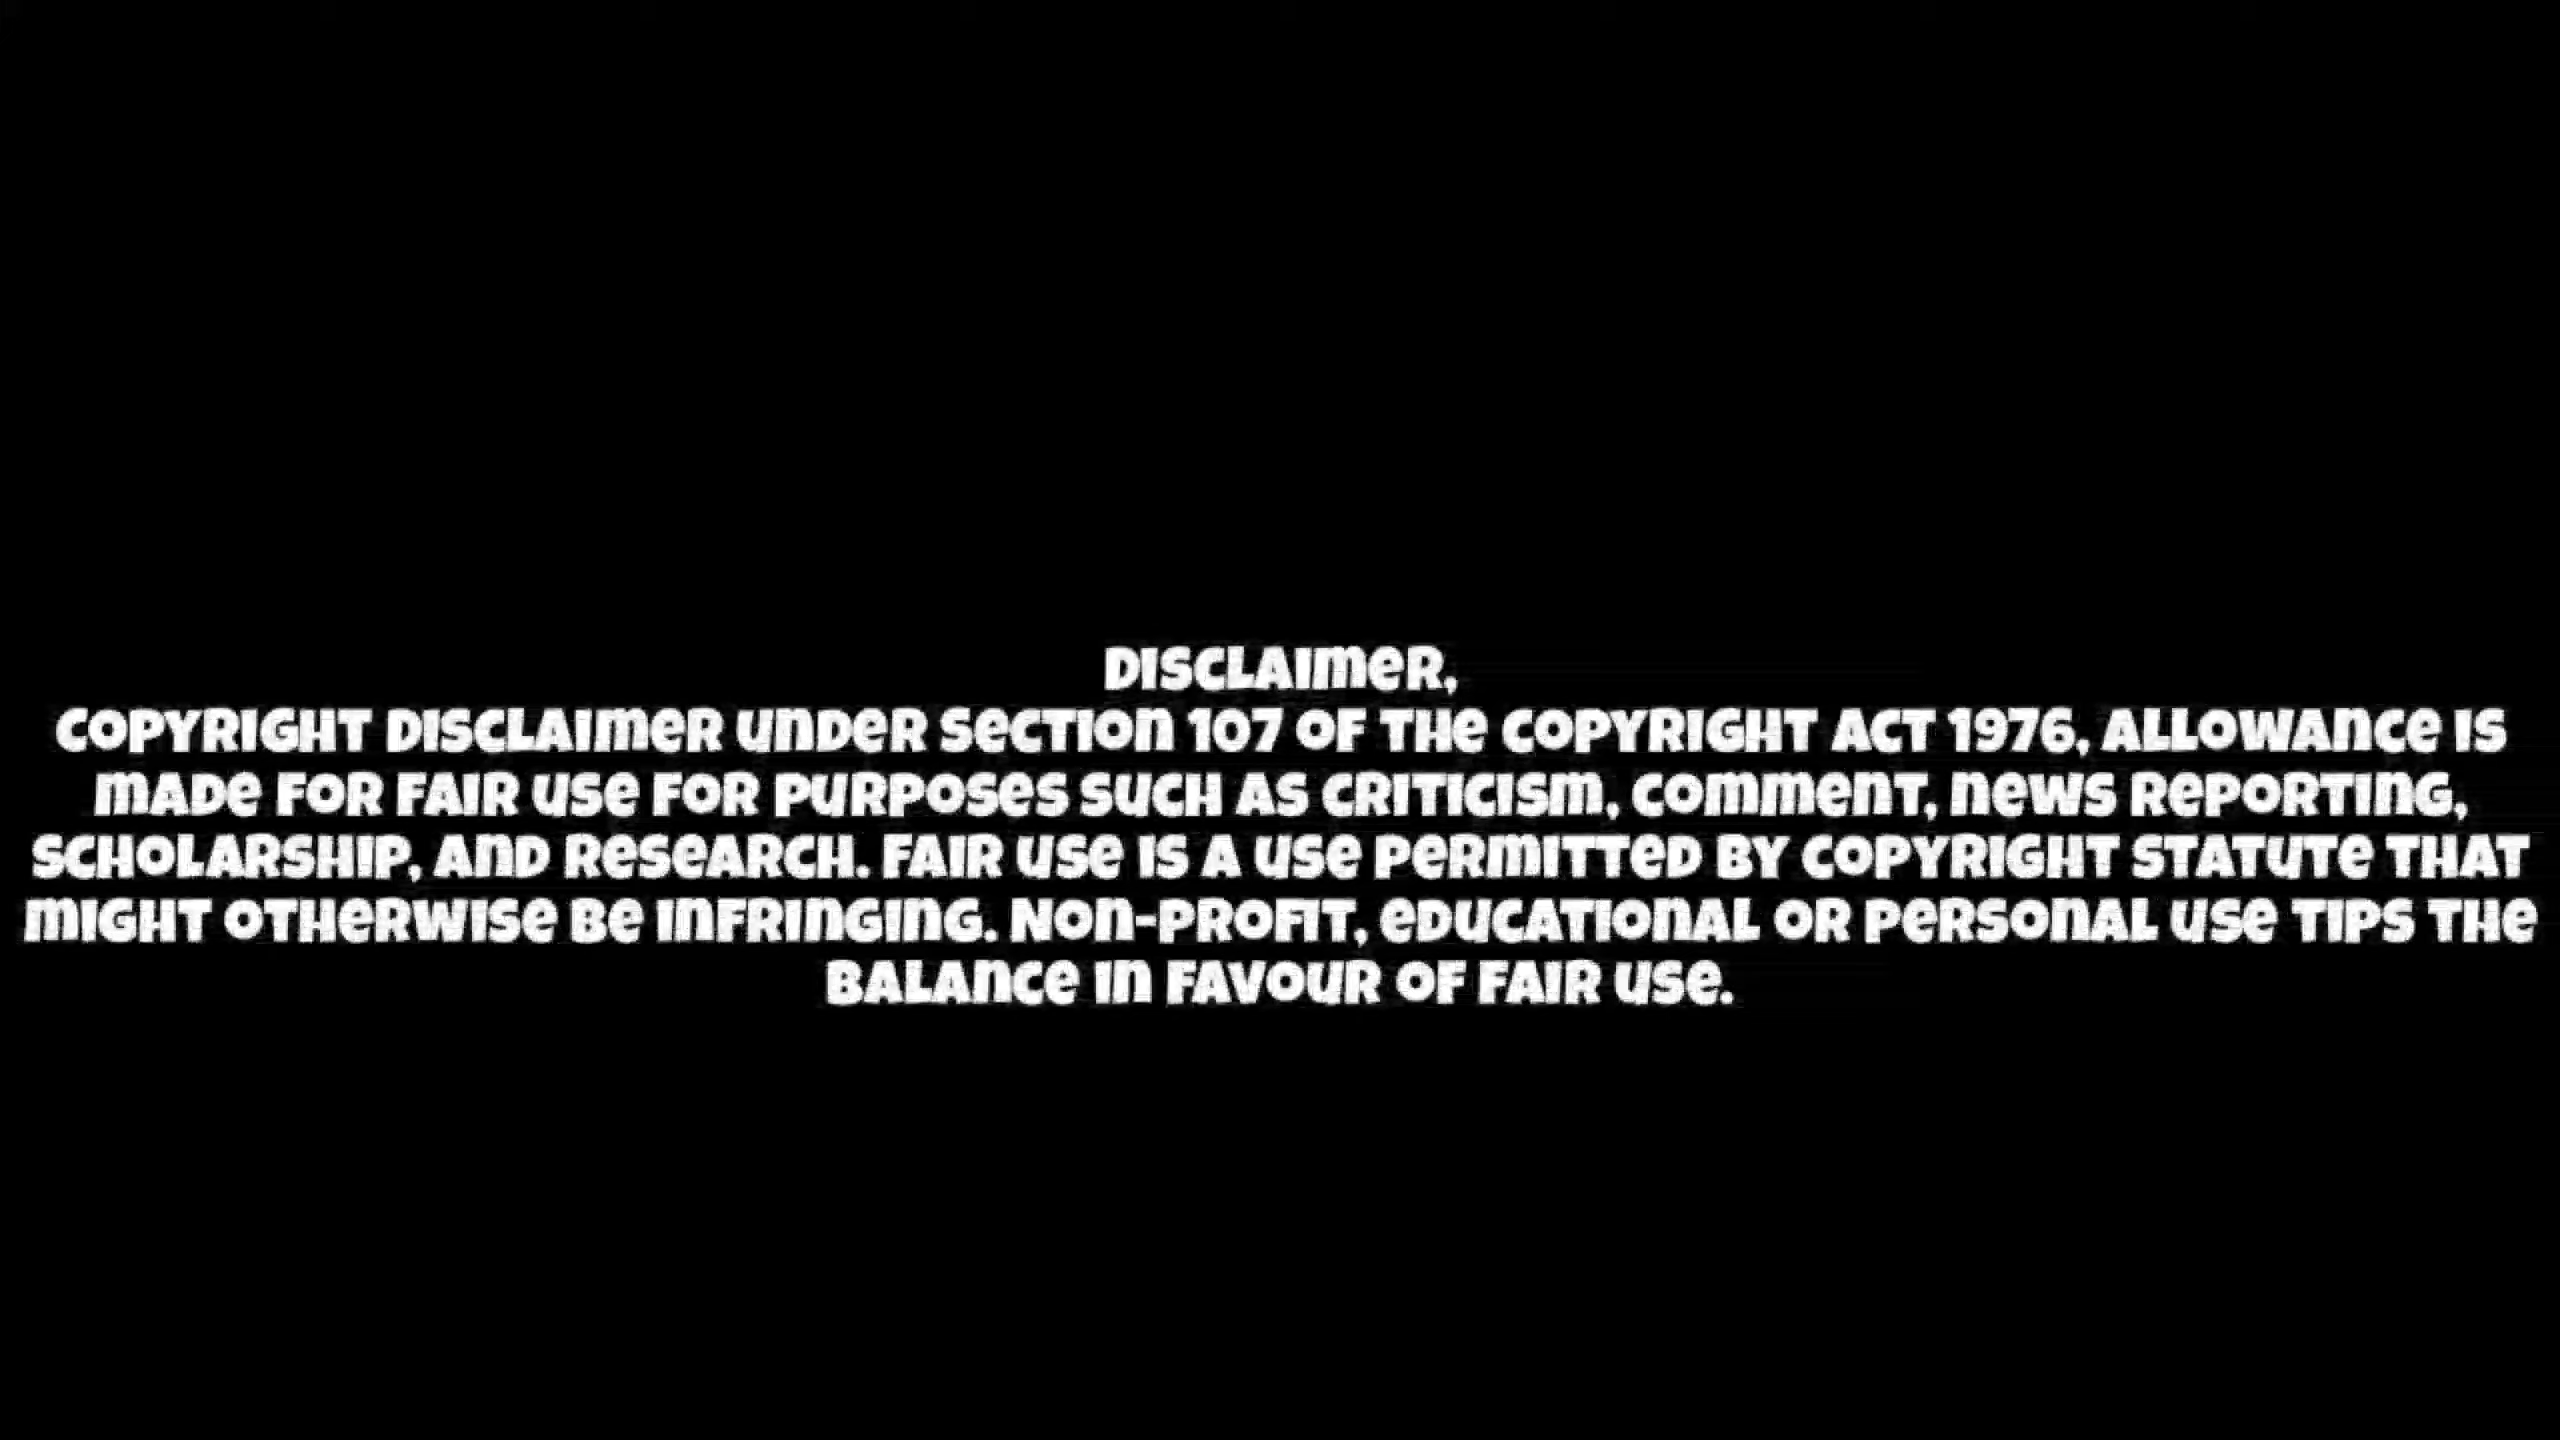 DISCLAIMER,
COPYRIGHT DISCLAIMER UNDER SECTION 107 OF THE COPYRIGHT ACT 1976, ALLOWANCE IS
MADE FOR FAIR USE FOR PURPOSES SUCH AS CRITICISM, COMMENT, NEWS REPORTING,
SCHOLARSHIP, AND RESEARCH. FAIR USE IS A USE PERMITTED BY COPYRIGHT STATUTE THAT
MIGHT OTHERWISE BE INFRINGING. NON-PROFIT, EDUCATIONAL OR PERSONAL USE TIPS THE
BALANCE IN FAVOUR OF FAIR USE.